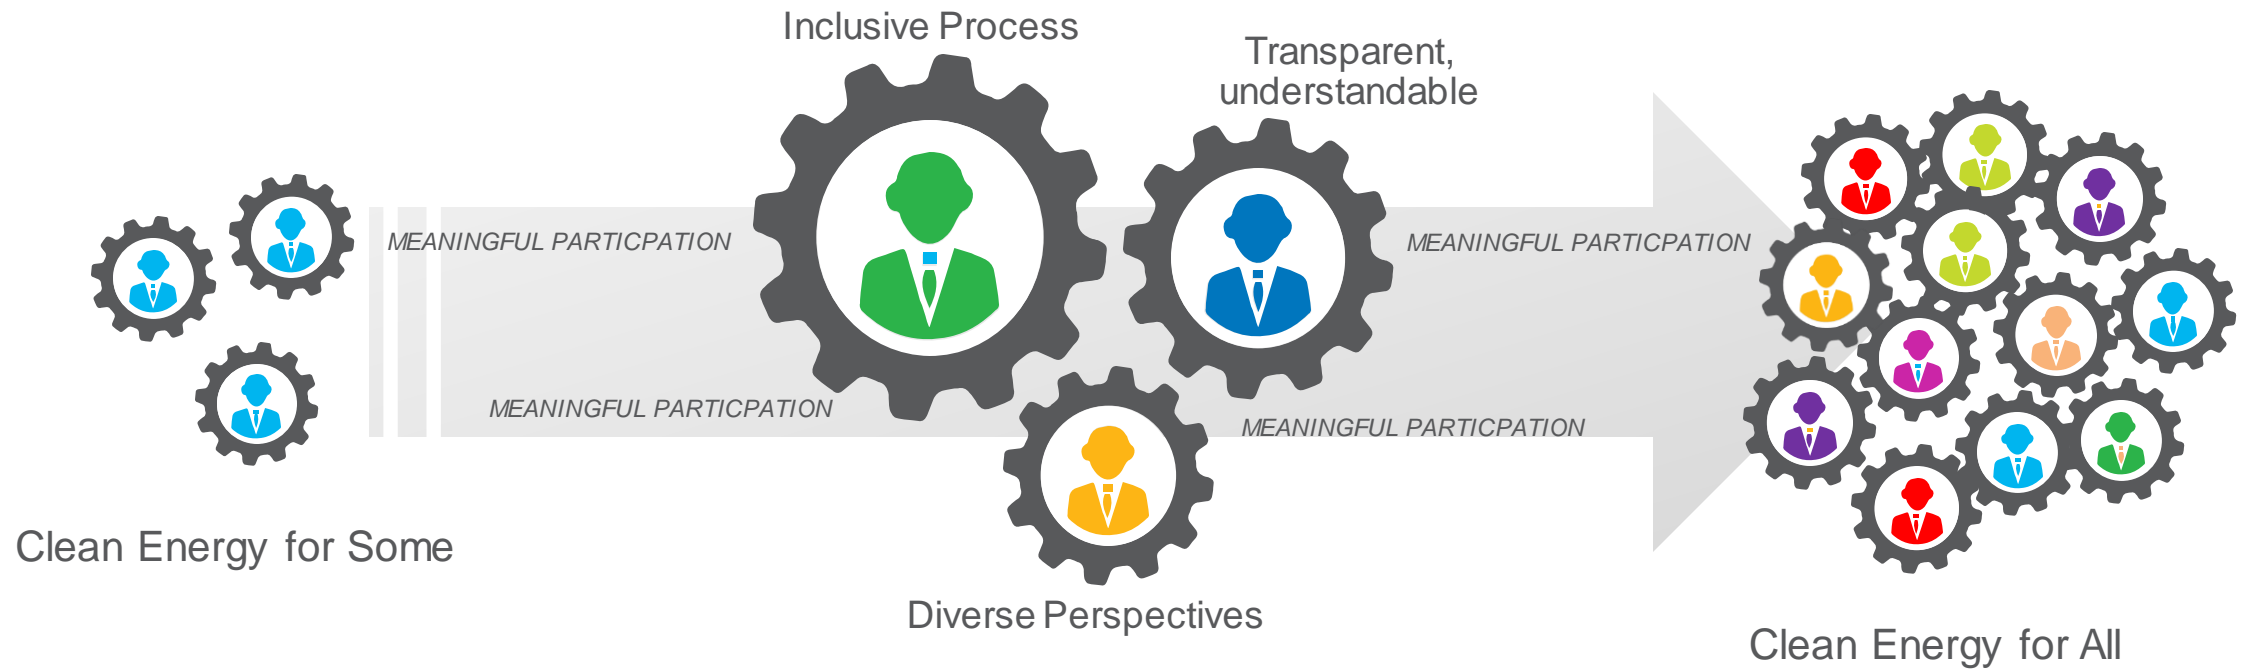 Inclusive Process
Transparent,
understandable
MEANINGFUL PARTICPATION
MEANINGFUL PARTICPATION
MEANINGFUL PARTICPATION
MEANINGFUL PARTICPATION
Clean Energy for Some
Diverse Perspectives
Clean Energy for All